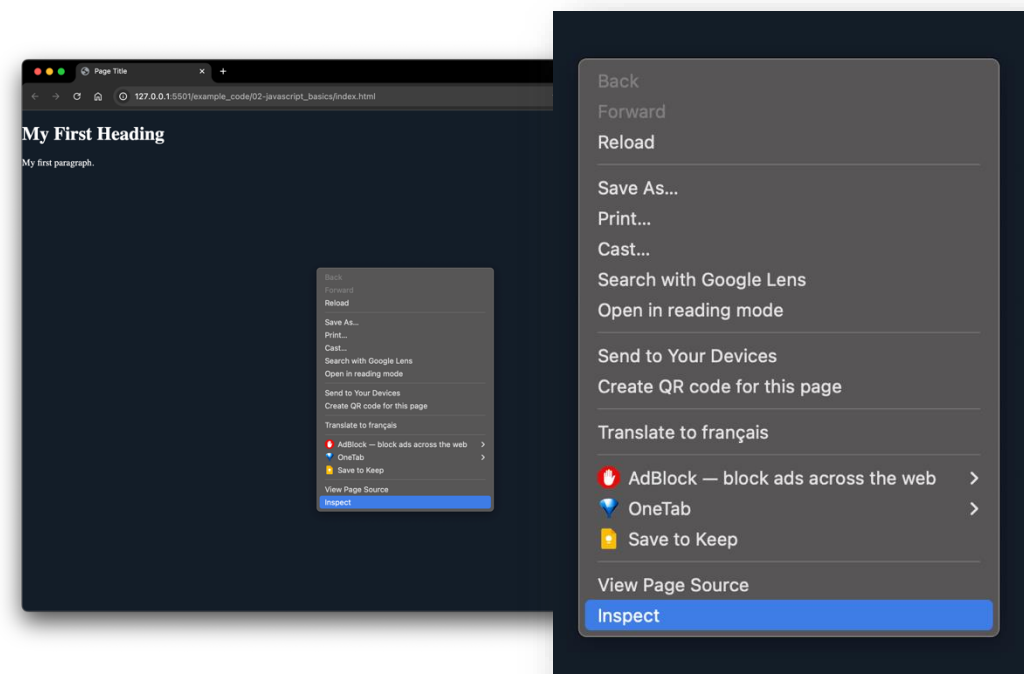 Page Title
127.0.0.1:5501/example_code/02-javascript_basics/index.html
My First Heading
My first paragraph.
Back
Forward
Reload
Save As...
Print...
Cast...
Search with Google Lens
Open in reading mode
Send to Your Devices
Create QR code for this page
Translate to français
AdBlock — block ads across the web
OneTab
Save to Keep
View Page Source
Inspect
Back
Forward
Reload
Save As...
Print...
Cast...
Search with Google Lens
Open in reading mode
Send to Your Devices
Create QR code for this page
Translate to français
AdBlock — block ads across the web
OneTab
Save to Keep
View Page Source
Inspect